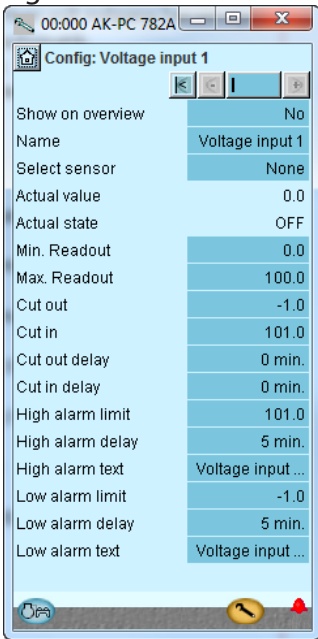 00:000 AK-PC 782A
Config: Voltage input 1
Show on overview No
Name Voltage input 1
Select sensor None
Actual value 0.0
Actual state OFF
Min. Readout 0.0
Max. Readout 100.0
Cut out -1.0
Cut in 101.0
Cut out delay 0 min.
Cut in delay 0 min.
High alarm limit 101.0
High alarm delay 5 min.
High alarm text Voltage input ...
Low alarm limit -1.0
Low alarm delay 5 min.
Low alarm text Voltage input ...